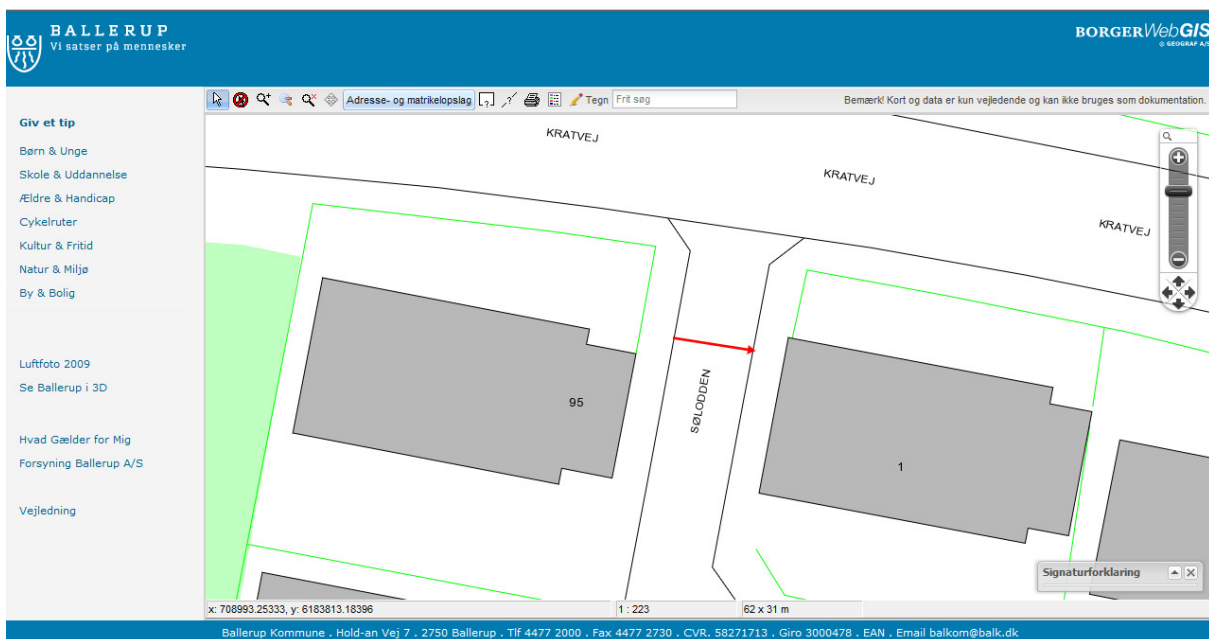 BALLERUP
Vi satser på mennesker
BORGERWebGIS
© GEOGRAF A/S
Adresse- og matrikelopslag
Tegn
Frit søg
Bemærk! Kort og data er kun vejledende og kan ikke bruges som dokumentation.
Giv et tip
Børn & Unge
Skole & Uddannelse
Ældre & Handicap
Cykelruter
Kultur & Fritid
Natur & Miljø
By & Bolig
Luftfoto 2009
Se Ballerup i 3D
Hvad Gælder for Mig
Forsyning Ballerup A/S
Vejledning
KRATVEJ
KRATVEJ
KRATVEJ
95
SØLODDEN
1
Signaturforklaring
x: 708993.25333, y: 6183813.18396
1 : 223
62 x 31 m
Ballerup Kommune . Hold-an Vej 7 . 2750 Ballerup . Tlf 4477 2000 . Fax 4477 2730 . CVR. 58271713 . Giro 3000478 . EAN . Email balkom@balk.dk